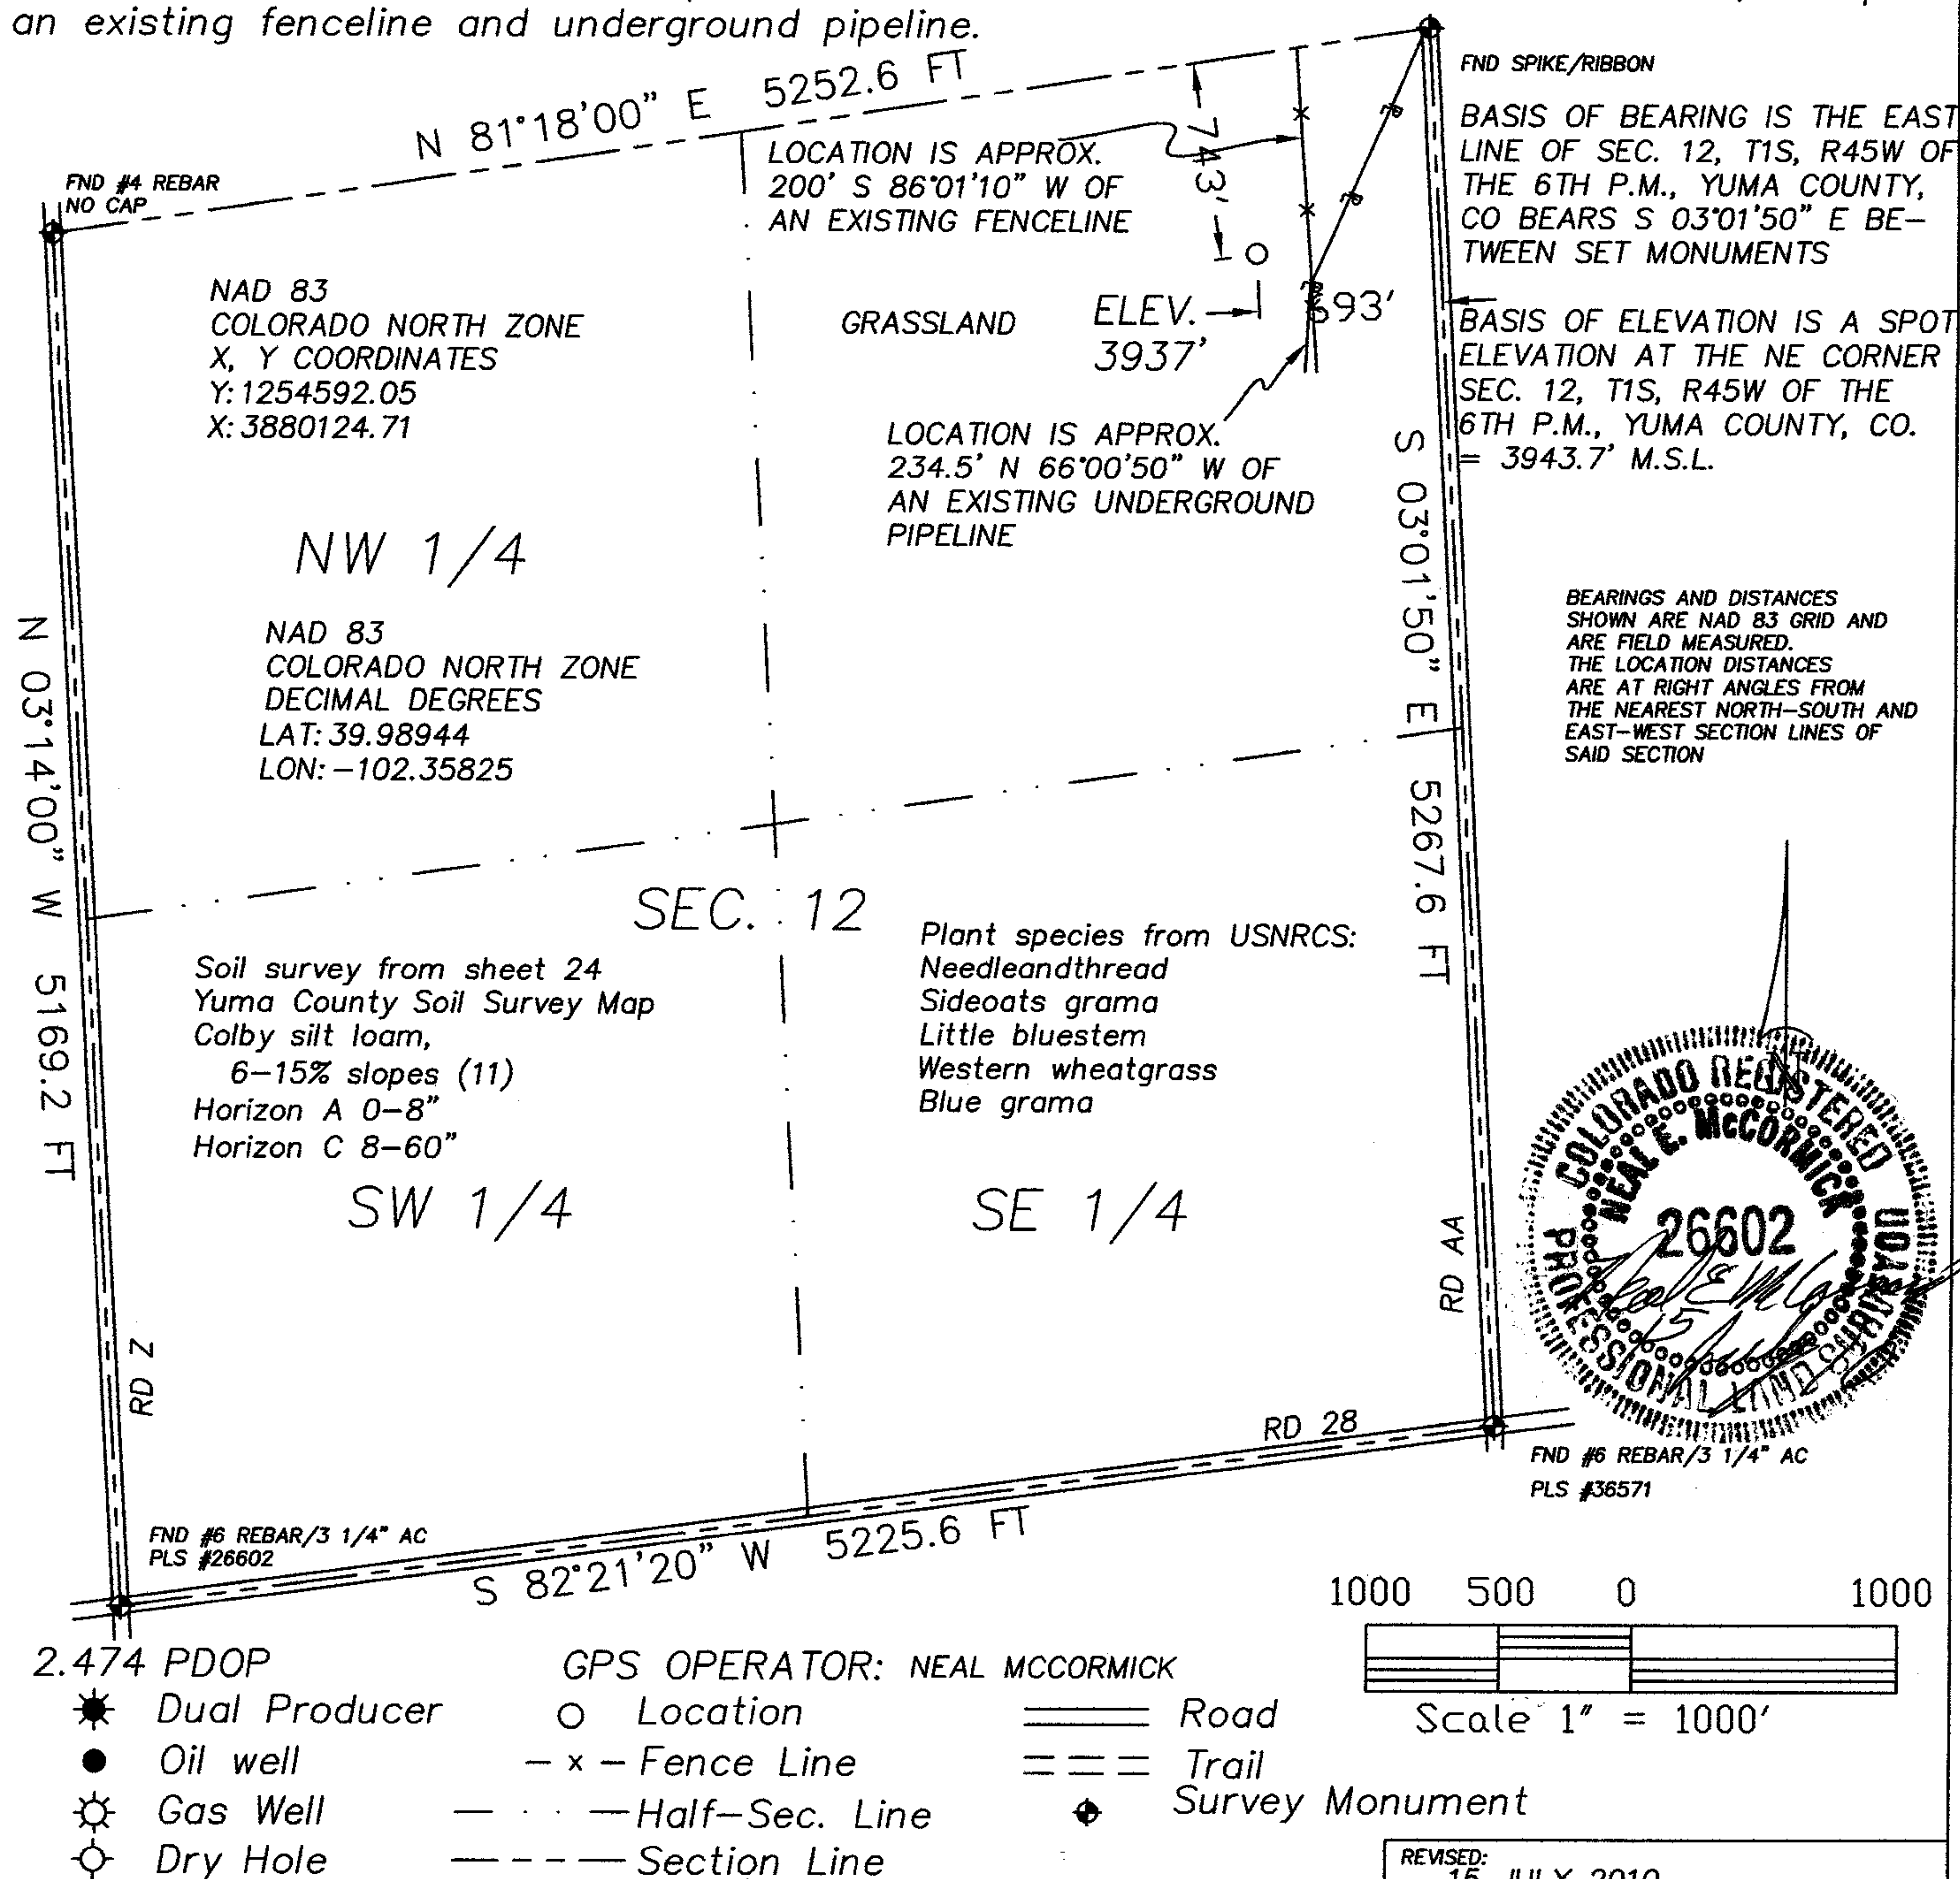 an existing fenceline and underground pipeline.
N 81°18'00" E 5252.6 FT
FND SPIKE/RIBBON
FND #4 REBAR
NO CAP
LOCATION IS APPROX.
200' S 86°01'10" W OF
AN EXISTING FENCELINE
743'
BASIS OF BEARING IS THE EAST
LINE OF SEC. 12, T1S, R45W OF
THE 6TH P.M., YUMA COUNTY,
CO BEARS S 03°01'50" E BE-
TWEEN SET MONUMENTS
NAD 83
COLORADO NORTH ZONE
X, Y COORDINATES
Y: 1254592.05
X: 3880124.71
GRASSLAND
ELEV.
3937'
693'
BASIS OF ELEVATION IS A SPOT
ELEVATION AT THE NE CORNER
SEC. 12, T1S, R45W OF THE
6TH P.M., YUMA COUNTY, CO.
= 3943.7' M.S.L.
LOCATION IS APPROX.
234.5' N 66°00'50" W OF
AN EXISTING UNDERGROUND
PIPELINE
NW 1/4
S 03°01'50" E 5267.6 FT
BEARINGS AND DISTANCES
SHOWN ARE NAD 83 GRID AND
ARE FIELD MEASURED.
THE LOCATION DISTANCES
ARE AT RIGHT ANGLES FROM
THE NEAREST NORTH-SOUTH AND
EAST-WEST SECTION LINES OF
SAID SECTION
N 03°14'00" W 5169.2 FT
NAD 83
COLORADO NORTH ZONE
DECIMAL DEGREES
LAT: 39.98944
LON: -102.35825
SEC. 12
Soil survey from sheet 24
Yuma County Soil Survey Map
Colby silt loam,
6-15% slopes (11)
Horizon A 0-8"
Horizon C 8-60"
Plant species from USNRCS:
Needleandthread
Sideoats grama
Little bluestem
Western wheatgrass
Blue grama
SW 1/4
SE 1/4
RD Z
RD AA
COLORADO REGISTERED
NEAL E. McCORMICK
26602
PROFESSIONAL LAND SURVEYOR
RD 28
FND #6 REBAR/3 1/4" AC
PLS #36571
FND #6 REBAR/3 1/4" AC
PLS #26602
S 82°21'20" W 5225.6 FT
1000 500 0 1000
Scale 1" = 1000'
2.474 PDOP
GPS OPERATOR: NEAL MCCORMICK
Dual Producer
Location
Road
Oil well
Fence Line
Trail
Gas Well
Half-Sec. Line
Survey Monument
Dry Hole
Section Line
REVISED:
15 JULY 2010